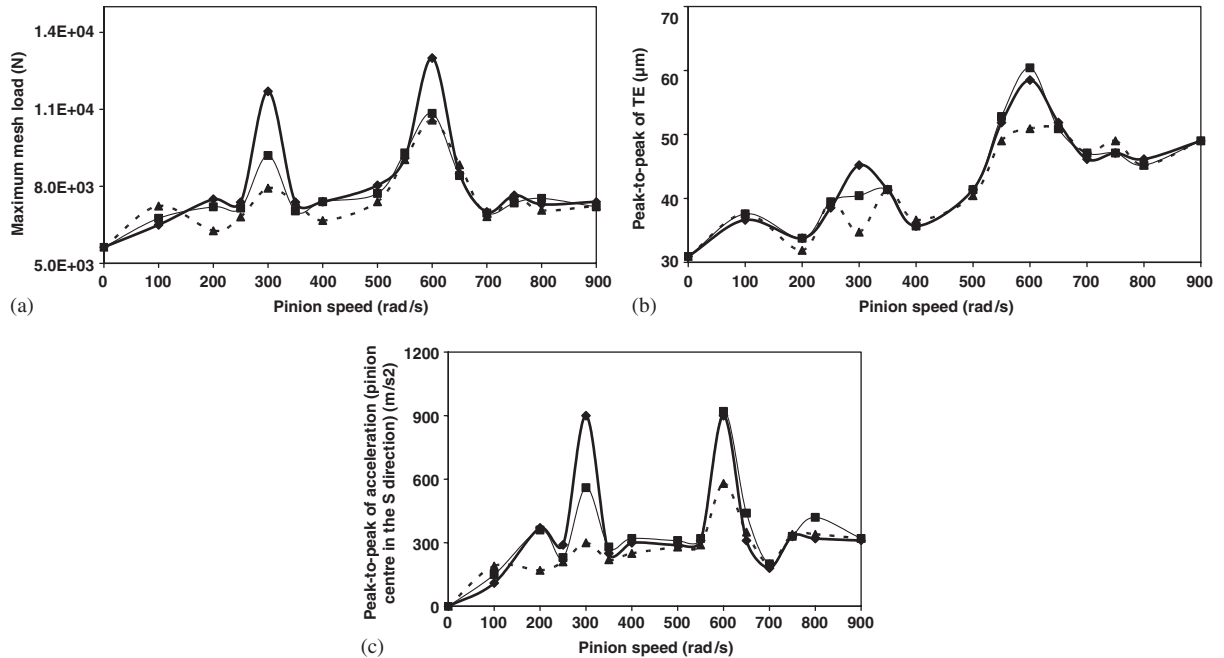 Maximum mesh load (N)
1.4E+04
1.1E+04
8.0E+03
5.0E+03
0 100 200 300 400 500 600 700 800 900
Pinion speed (rad/s)
(a)
Peak-to-peak of TE (µm)
70
60
50
40
30
0 100 200 300 400 500 600 700 800 900
Pinion speed (rad/s)
(b)
Peak-to-peak of acceleration (pinion
centre in the S direction) (m/s2)
1200
900
600
300
0
0 100 200 300 400 500 600 700 800 900
Pinion speed (rad/s)
(c)